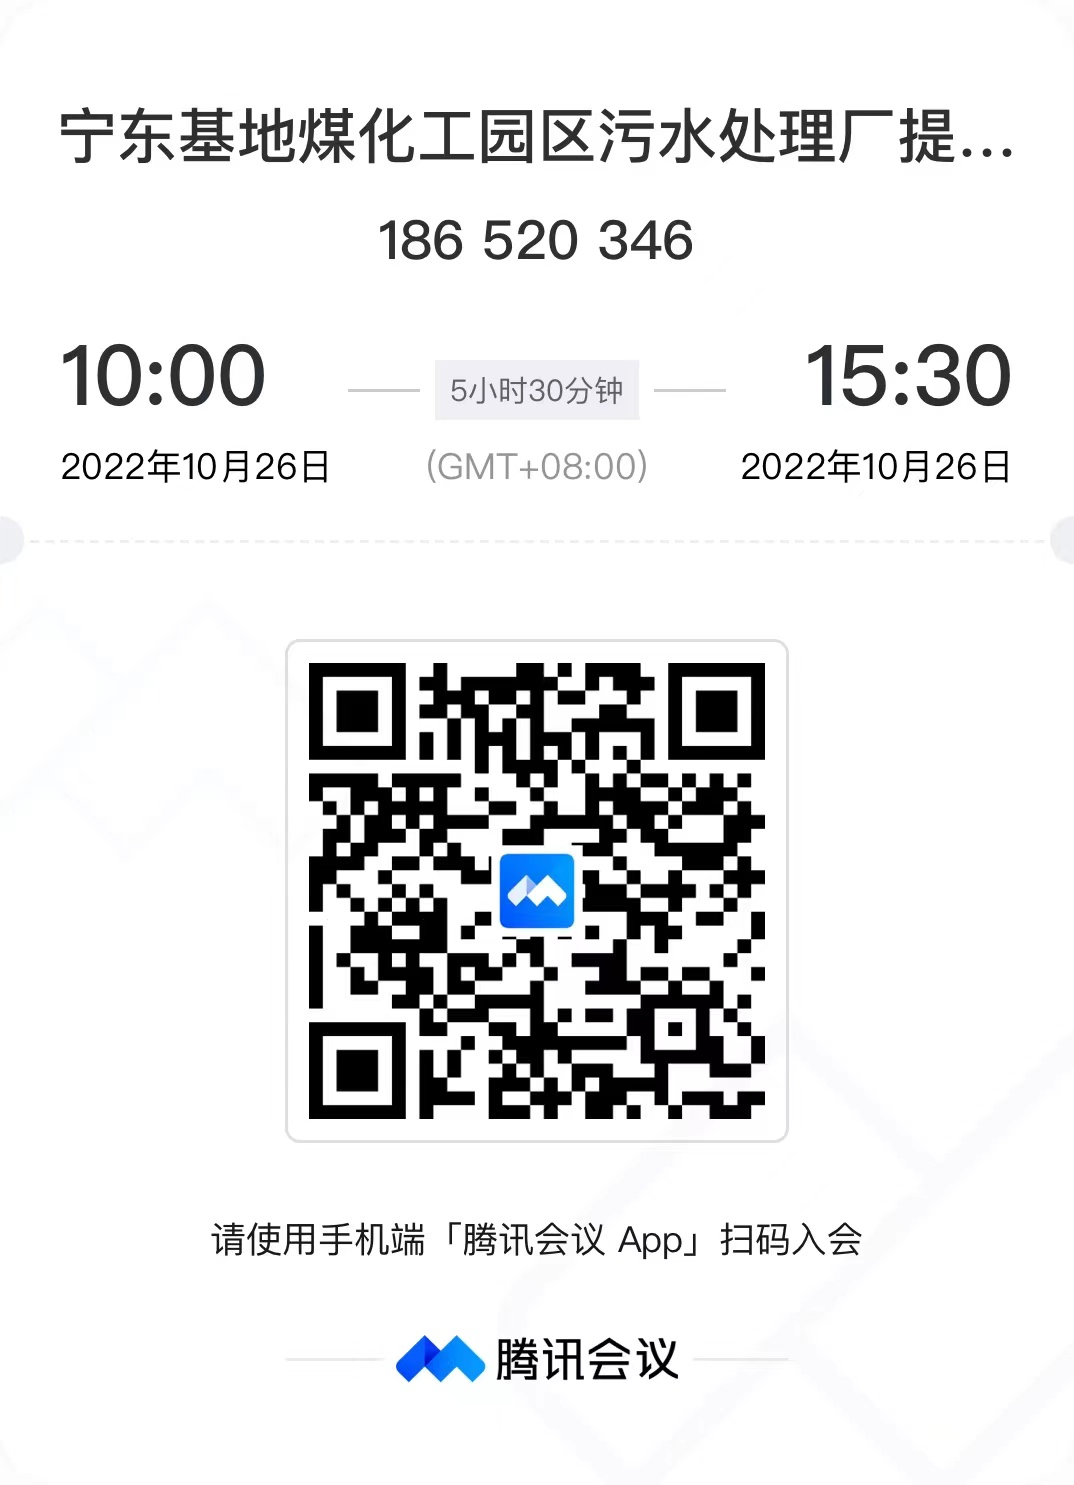 宁东基地煤化工园区污水处理厂提...
186 520 346
10:00 5小时30分钟 15:30
2022年10月26日 (GMT+08:00) 2022年10月26日
请使用手机端「腾讯会议 App」扫码入会
腾讯会议